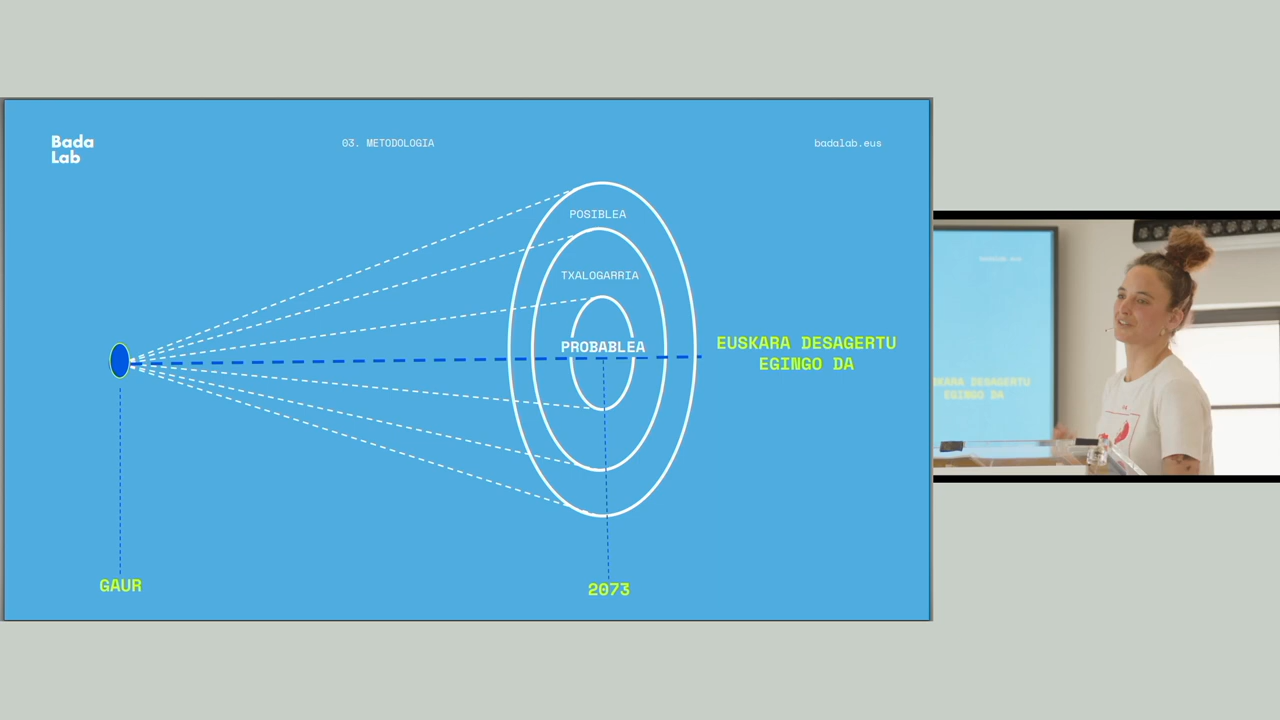 Bada
Lab
03. METODOLOGIA
badalab.eus
POSIBLEA
TXALOGARRIA
PROBABLEA
EUSKARA DESAGERTU
EGINGO DA
GAUR
2073
EUSKARA DESAGERTU
EGINGO DA